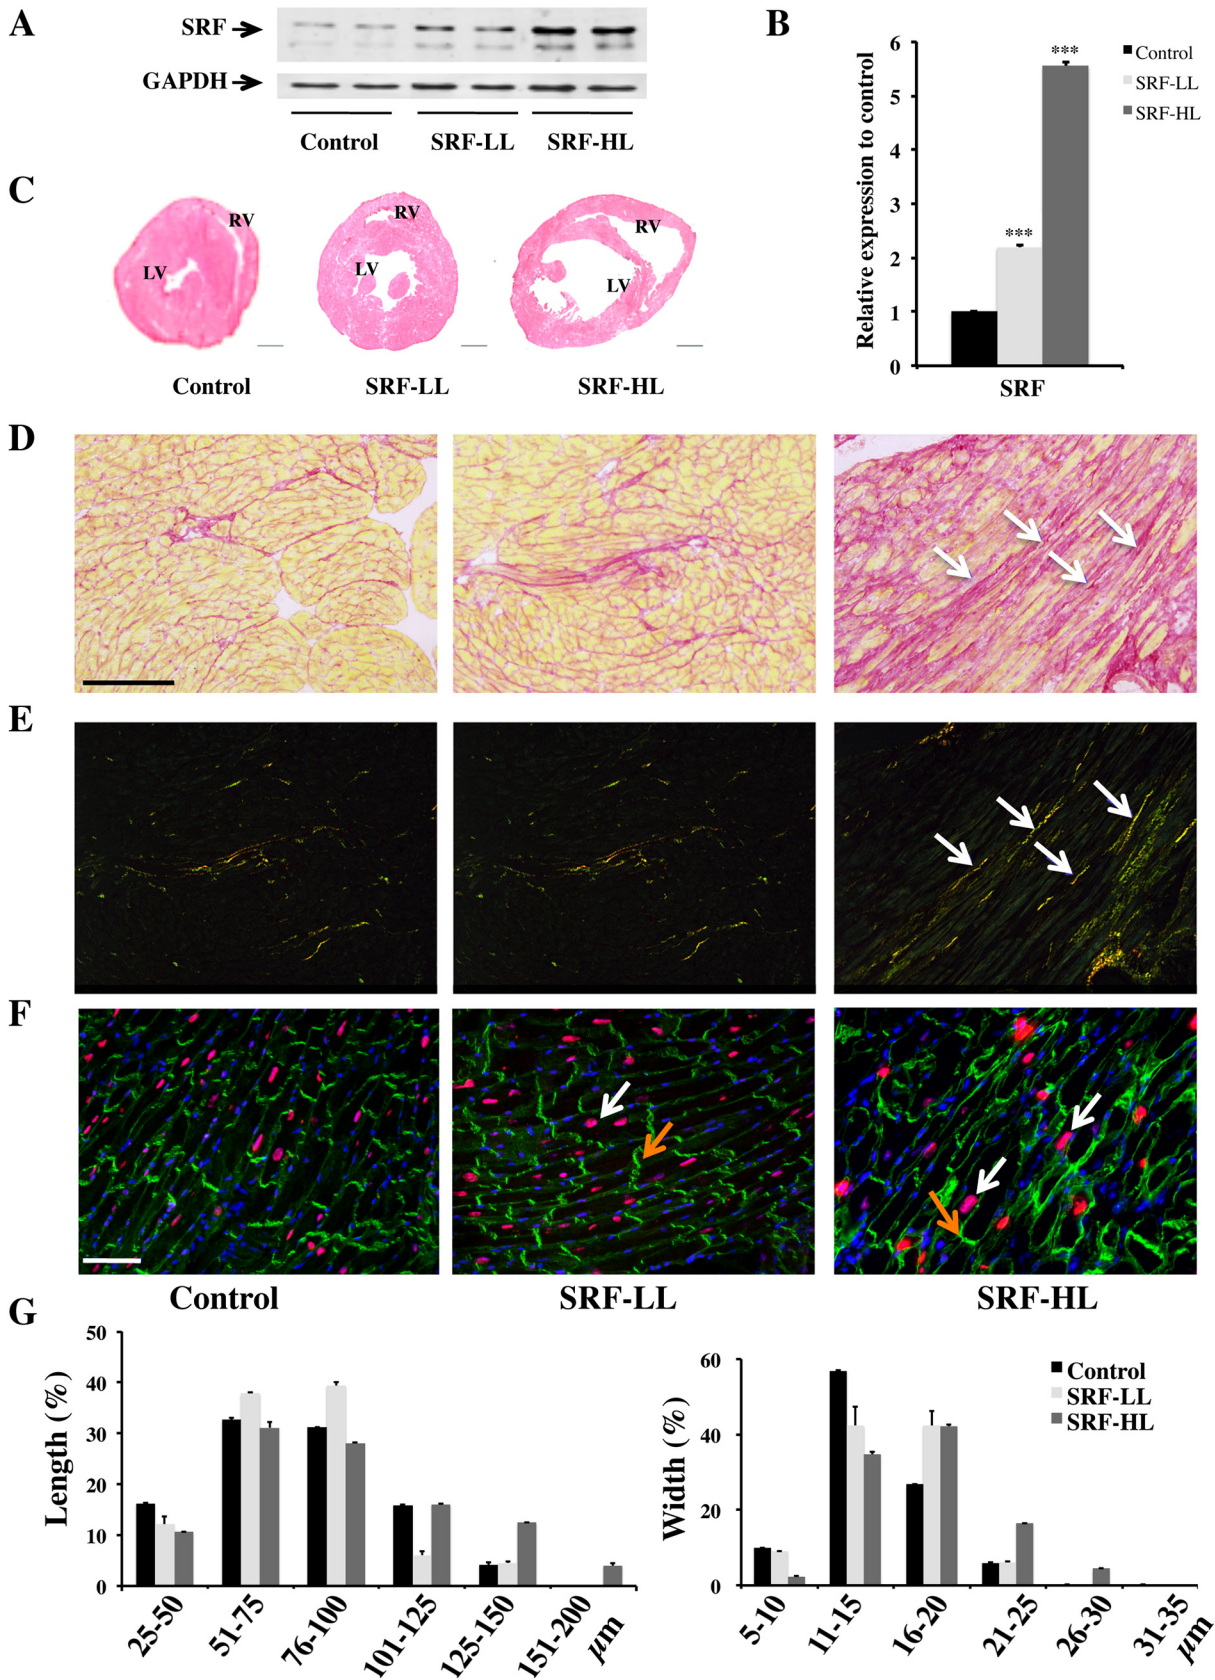 A
SRF
GAPDH
Control
SRF-LL
SRF-HL
B
Relative expression to control
6
5
4
3
2
1
0
***
***
SRF
Control
SRF-LL
SRF-HL
C
LV
RV
LV
RV
LV
RV
Control
SRF-LL
SRF-HL
D
E
F
Control
SRF-LL
SRF-HL
G
Length (%)
50
40
30
20
10
0
25-50
51-75
76-100
101-125
125-150
151-200
µm
Width (%)
60
40
20
0
5-10
11-15
16-20
21-25
26-30
31-35
µm
Control
SRF-LL
SRF-HL